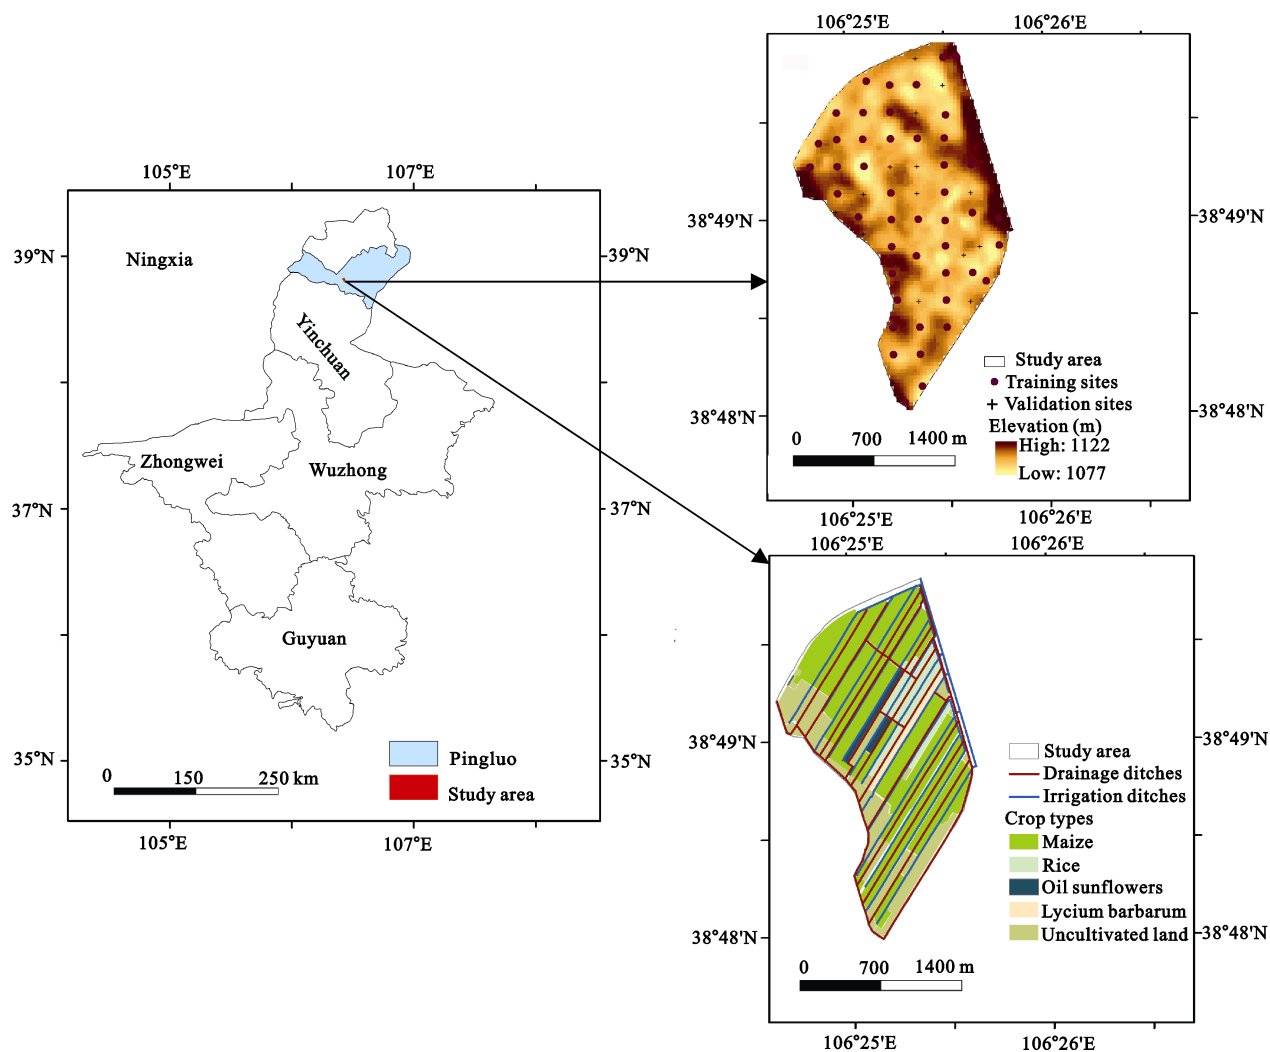 105°E
107°E
39°N
39°N
Ningxia
Yinchuan
Zhongwei
Wuzhong
37°N
37°N
Guyuan
35°N
35°N
Pingluo
Study area
0 150 250 km
105°E
107°E
106°25'E
106°26'E
38°49'N
38°49'N
38°48'N
38°48'N
Study area
Training sites
Validation sites
Elevation (m)
High: 1122
Low: 1077
0 700 1400 m
106°25'E
106°26'E
106°25'E
106°26'E
38°49'N
38°49'N
38°48'N
38°48'N
Study area
Drainage ditches
Irrigation ditches
Crop types
Maize
Rice
Oil sunflowers
Lycium barbarum
Uncultivated land
0 700 1400 m
106°25'E
106°26'E